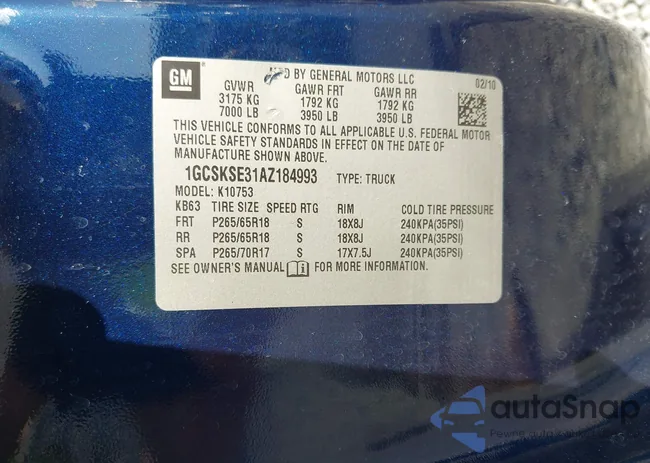 GM
BY GENERAL MOTORS LLC
02/10
GVWR GAWR FRT GAWR RR
3175 KG 1792 KG 1792 KG
7000 LB 3950 LB 3950 LB
THIS VEHICLE CONFORMS TO ALL APPLICABLE U.S. FEDERAL MOTOR
VEHICLE SAFETY STANDARDS IN EFFECT ON THE DATE OF
MANUFACTURE SHOWN ABOVE.
1GCSKSE31AZ184993 TYPE: TRUCK
MODEL: K10753
KB63 TIRE SIZE SPEED RTG RIM COLD TIRE PRESSURE
FRT P265/65R18 S 18X8J 240KPA(35PSI)
RR P265/65R18 S 18X8J 240KPA(35PSI)
SPA P265/70R17 S 17X7.5J 240KPA(35PSI)
SEE OWNER'S MANUAL FOR MORE INFORMATION.
autoSnap